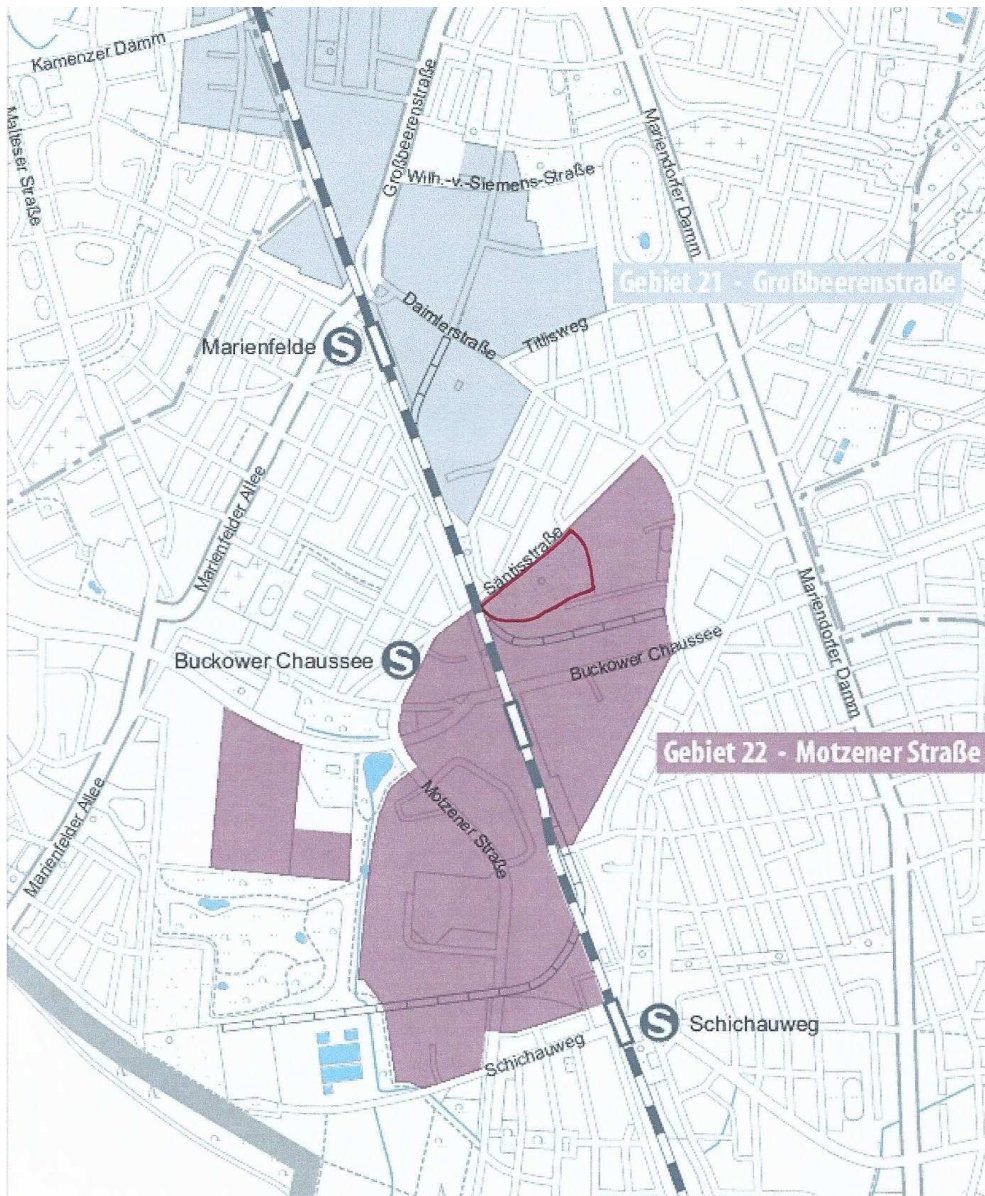 Kamenzer Damm
Malteser Straße
Großbeerenstraße
Wilh.-v.-Siemens-Straße
Mariendorfer Damm
Gebiet 21 - Großbeerenstraße
Daimlerstraße
Titlisweg
Marienfelde S
Marienfelder Allee
Säntisstraße
Mariendorfer Damm
Buckower Chaussee S
Buckower Chaussee
Gebiet 22 - Motzener Straße
Motzener Straße
Marienfelder Allee
S Schichauweg
Schichauweg